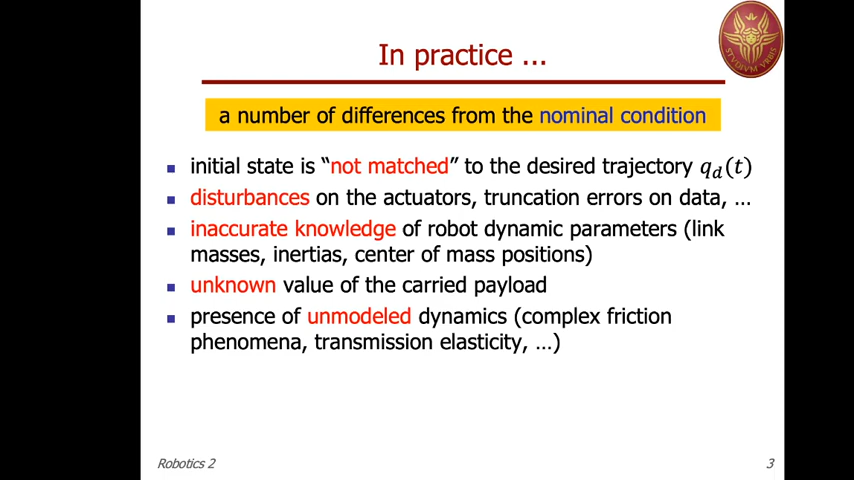 In practice ...
STVDIVM VRBIS
a number of differences from the nominal condition
▪ initial state is “not matched” to the desired trajectory q_d(t)
▪ disturbances on the actuators, truncation errors on data, …
▪ inaccurate knowledge of robot dynamic parameters (link
masses, inertias, center of mass positions)
▪ unknown value of the carried payload
▪ presence of unmodeled dynamics (complex friction
phenomena, transmission elasticity, …)
Robotics 2
3